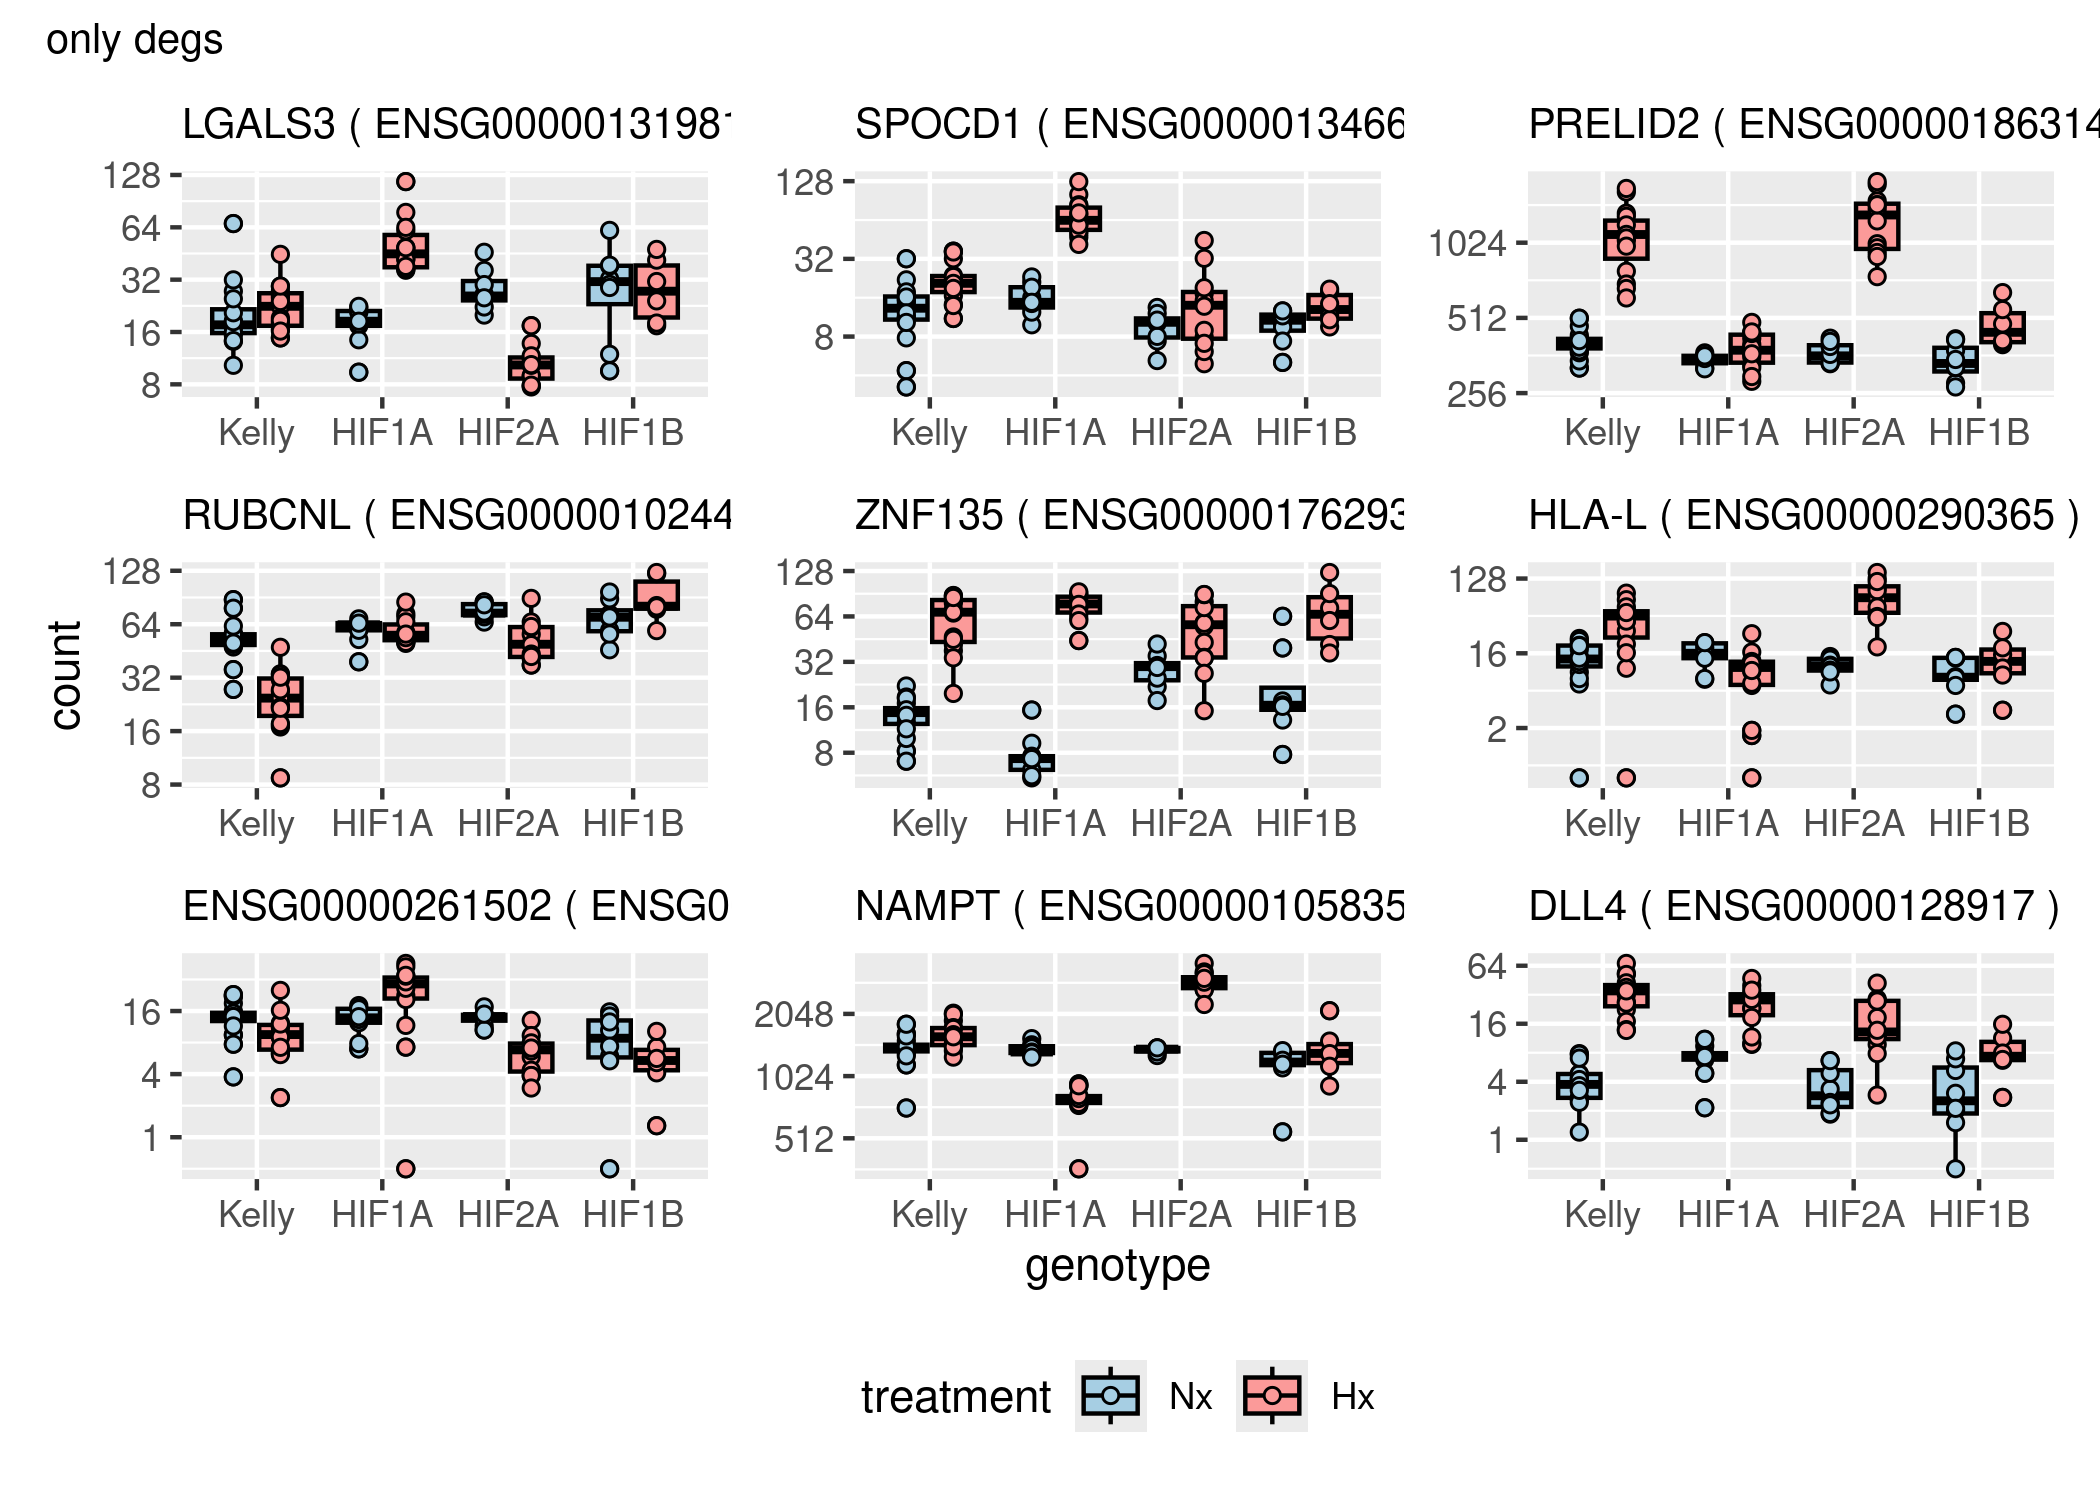 only degs
LGALS3 ( ENSG00000131981
SPOCD1 ( ENSG0000013466
PRELID2 ( ENSG00000186314
128
64
32
16
8
128
32
8
1024
512
256
Kelly HIF1A HIF2A HIF1B
Kelly HIF1A HIF2A HIF1B
Kelly HIF1A HIF2A HIF1B
RUBCNL ( ENSG0000010244
ZNF135 ( ENSG00000176293
HLA-L ( ENSG00000290365 )
count
128
64
32
16
8
128
64
32
16
8
128
16
2
Kelly HIF1A HIF2A HIF1B
Kelly HIF1A HIF2A HIF1B
Kelly HIF1A HIF2A HIF1B
ENSG00000261502 ( ENSG0
NAMPT ( ENSG00000105835
DLL4 ( ENSG00000128917 )
16
4
1
2048
1024
512
64
16
4
1
Kelly HIF1A HIF2A HIF1B
Kelly HIF1A HIF2A HIF1B
Kelly HIF1A HIF2A HIF1B
genotype
treatment Nx Hx